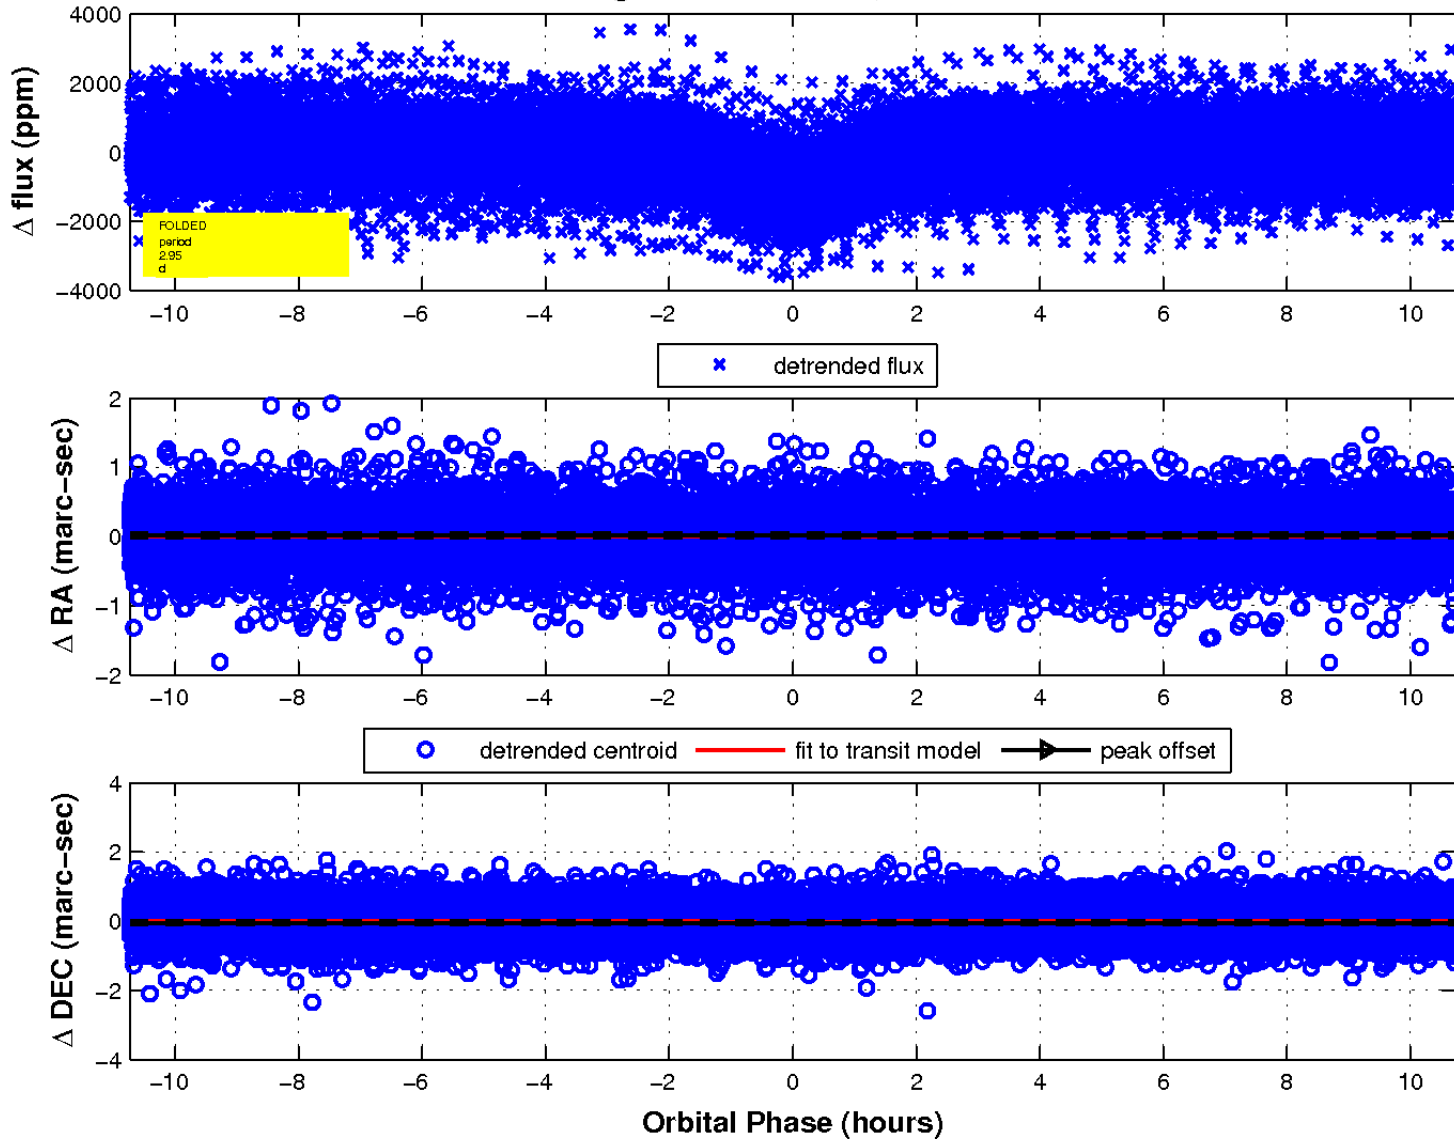 4000
2000
0
−2000
−4000
Δ flux (ppm)
FOLDED
period
2.95
d
−10 −8 −6 −4 −2 0 2 4 6 8 10
detrended flux
2
1
0
−1
−2
Δ RA (marc−sec)
−10 −8 −6 −4 −2 0 2 4 6 8 10
detrended centroid fit to transit model peak offset
4
2
0
−2
−4
Δ DEC (marc−sec)
−10 −8 −6 −4 −2 0 2 4 6 8 10
Orbital Phase (hours)